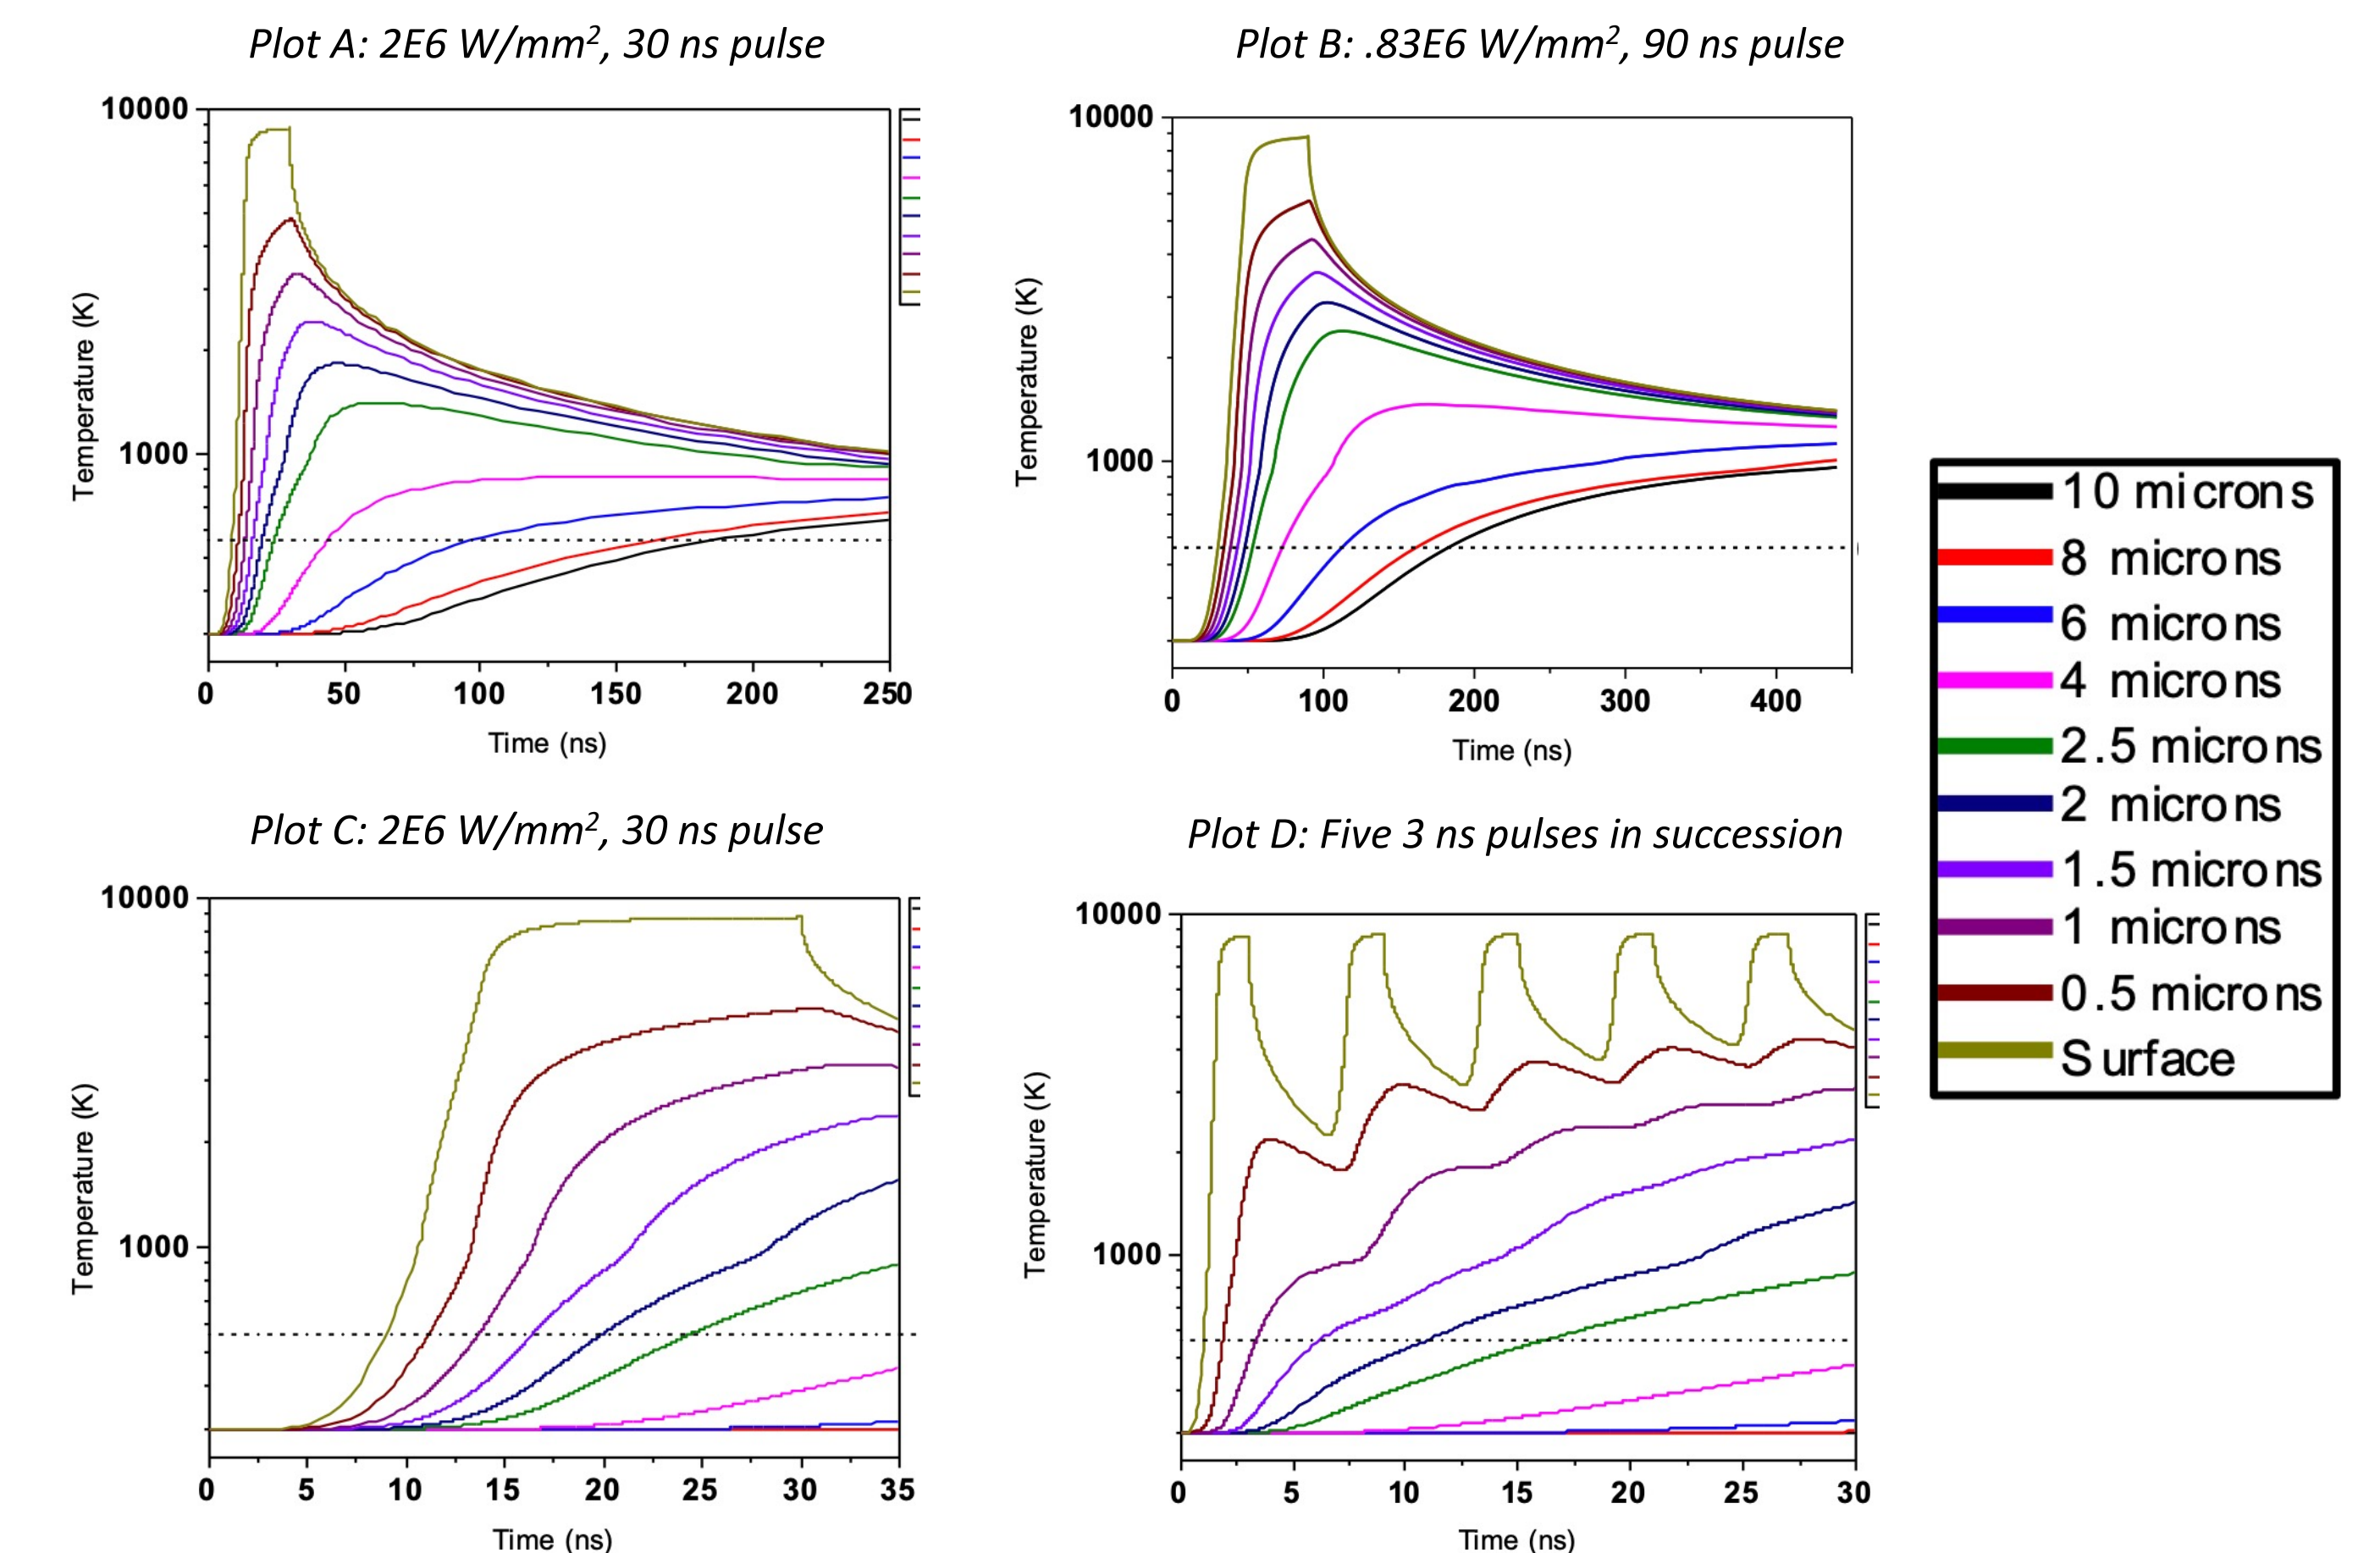 Plot A: 2E6 W/mm², 30 ns pulse
10000
1000
Temperature (K)
0 50 100 150 200 250
Time (ns)
Plot B: .83E6 W/mm², 90 ns pulse
10000
1000
Temperature (K)
0 100 200 300 400
Time (ns)
Plot C: 2E6 W/mm², 30 ns pulse
10000
1000
Temperature (K)
0 5 10 15 20 25 30 35
Time (ns)
Plot D: Five 3 ns pulses in succession
10000
1000
Temperature (K)
0 5 10 15 20 25 30
Time (ns)
10 microns
8 microns
6 microns
4 microns
2.5 microns
2 microns
1.5 microns
1 microns
0.5 microns
Surface